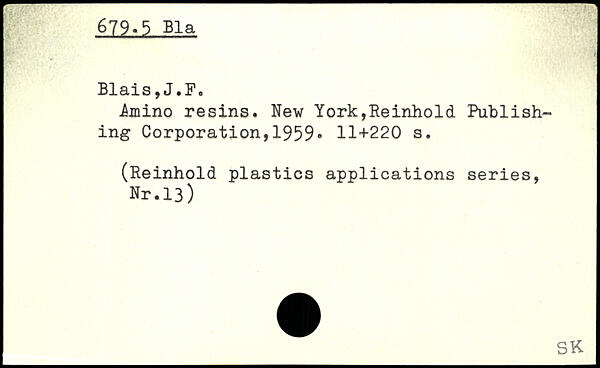 679.5 Bla
Blais,J.F.
Amino resins. New York,Reinhold Publish-
ing Corporation,1959. 11+220 s.
(Reinhold plastics applications series,
Nr.13)
SK